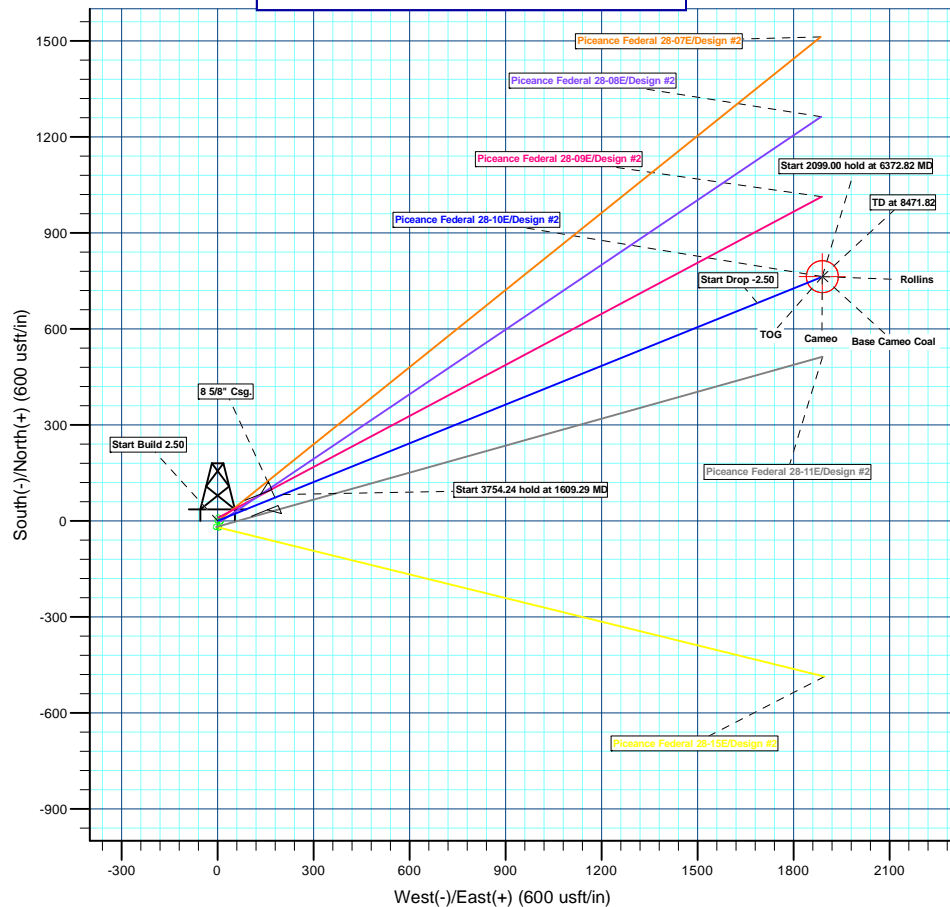 1500
1200
900
600
300
0
-300
-600
-900
South(-)/North(+) (600 usft/in)
Piceance Federal 28-07E/Design #2
Piceance Federal 28-08E/Design #2
Piceance Federal 28-09E/Design #2
Start 2099.00 hold at 6372.82 MD
TD at 8471.82
Piceance Federal 28-10E/Design #2
Start Drop -2.50
Rollins
TOG
Cameo
Base Cameo Coal
8 5/8" Csg.
Start Build 2.50
Piceance Federal 28-11E/Design #2
Start 3754.24 hold at 1609.29 MD
Piceance Federal 28-15E/Design #2
-300
0
300
600
900
1200
1500
1800
2100
West(-)/East(+) (600 usft/in)